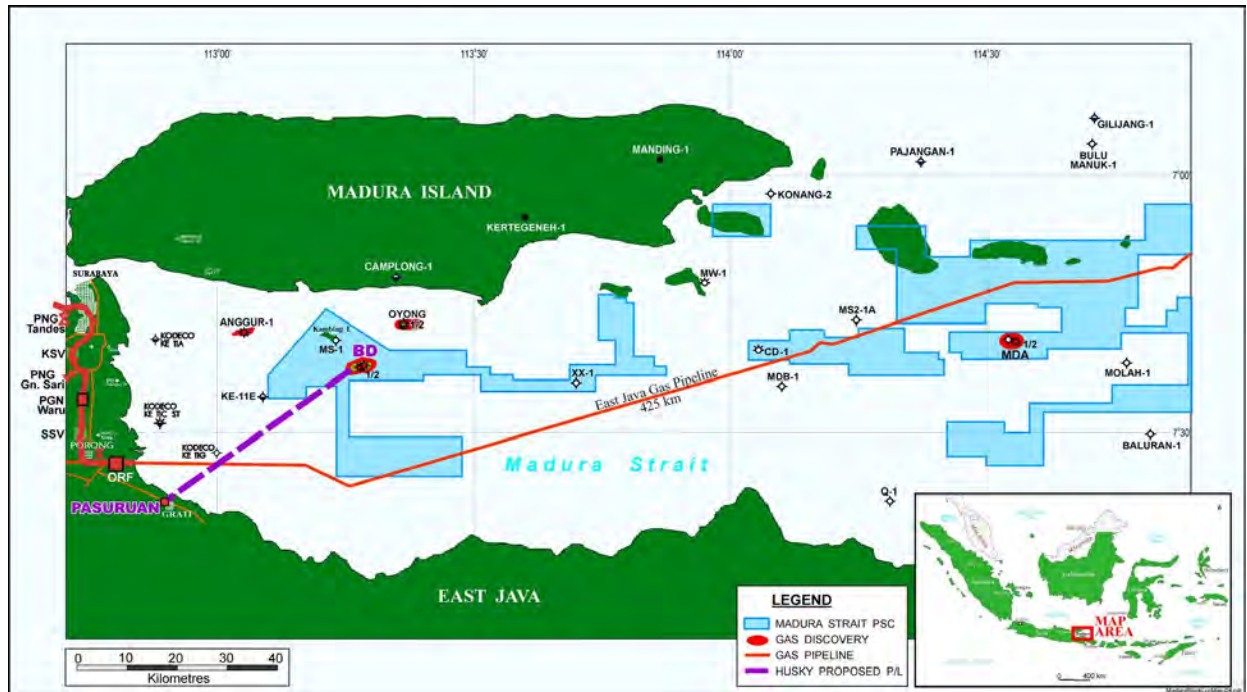 113°00'
113°30'
114°00'
114°30'
7°00'
7°30'
GILIJANG-1
BULU
MANUK-1
PAJANGAN-1
MANDING-1
MADURA ISLAND
KONANG-2
KERTEGENEH-1
CAMPLONG-1
MW-1
SURABAYA
PNG
Tandes
KSV
PNG
Gn. Sari
PGN
Waru
SSV
PORONG
ORF
PASURUAN
GRATI
KODECO
KE 11A
ANGGUR-1
OYONG
1/2
Kambing I.
MS-1
BD
1/2
KE-11E
XX-1
KODECO
KE 11C ST
KODECO
KE 11G
MS2-1A
CD-1
MDB-1
1/2
MDA
MOLAH-1
BALURAN-1
East Java Gas Pipeline
425 km
Madura Strait
Q-1
EAST JAVA
LEGEND
MADURA STRAIT PSC
GAS DISCOVERY
GAS PIPELINE
HUSKY PROPOSED P/L
MAP
AREA
0 400 km
0 10 20 30 40
Kilometres